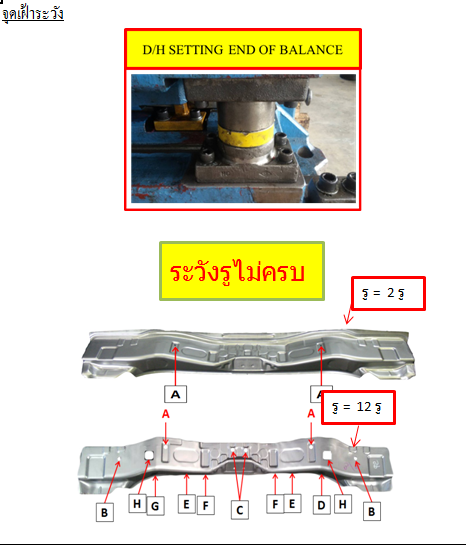 จุดเฝ้าระวัง
D/H SETTING END OF BALANCE
ระวังรูไม่ครบ
รู = 2 รู
A A
รู = 12 รู
A A
B H G E F C F E D H B